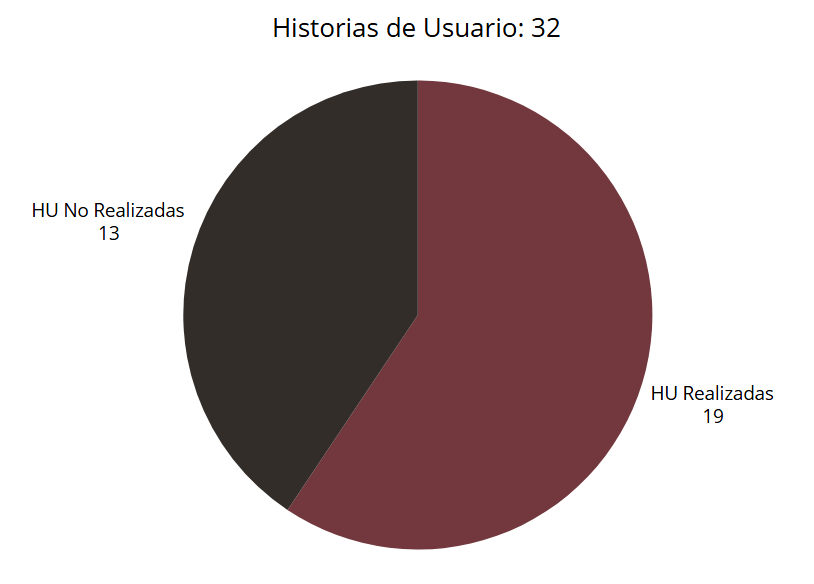 Historias de Usuario: 32
HU No Realizadas
13
HU Realizadas
19